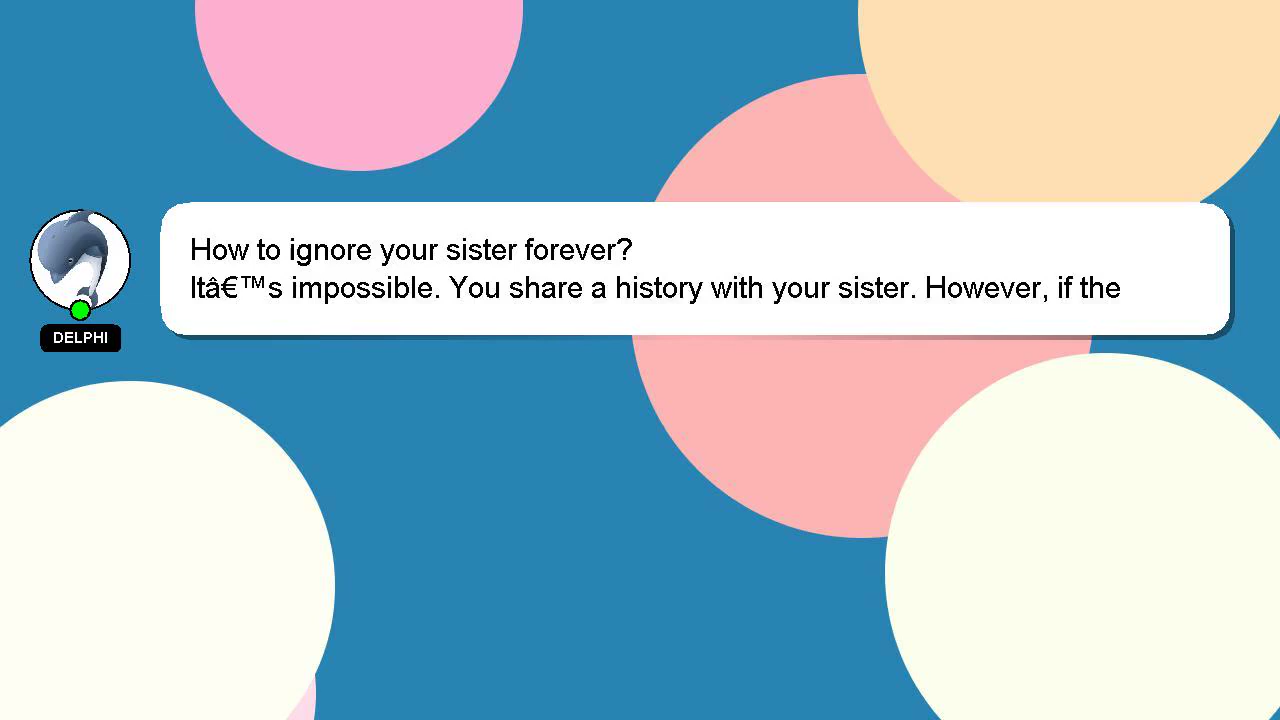 How to ignore your sister forever?
Itâ€™s impossible. You share a history with your sister. However, if the
DELPHI